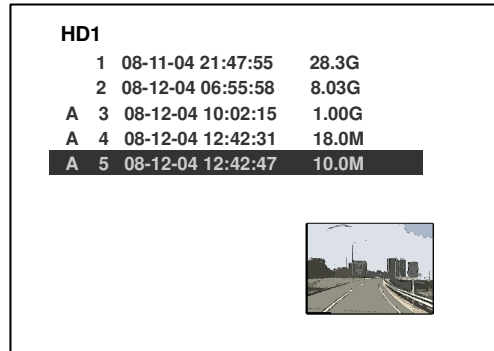 HD1
1 08-11-04 21:47:55 28.3G
2 08-12-04 06:55:58 8.03G
A 3 08-12-04 10:02:15 1.00G
A 4 08-12-04 12:42:31 18.0M
A 5 08-12-04 12:42:47 10.0M